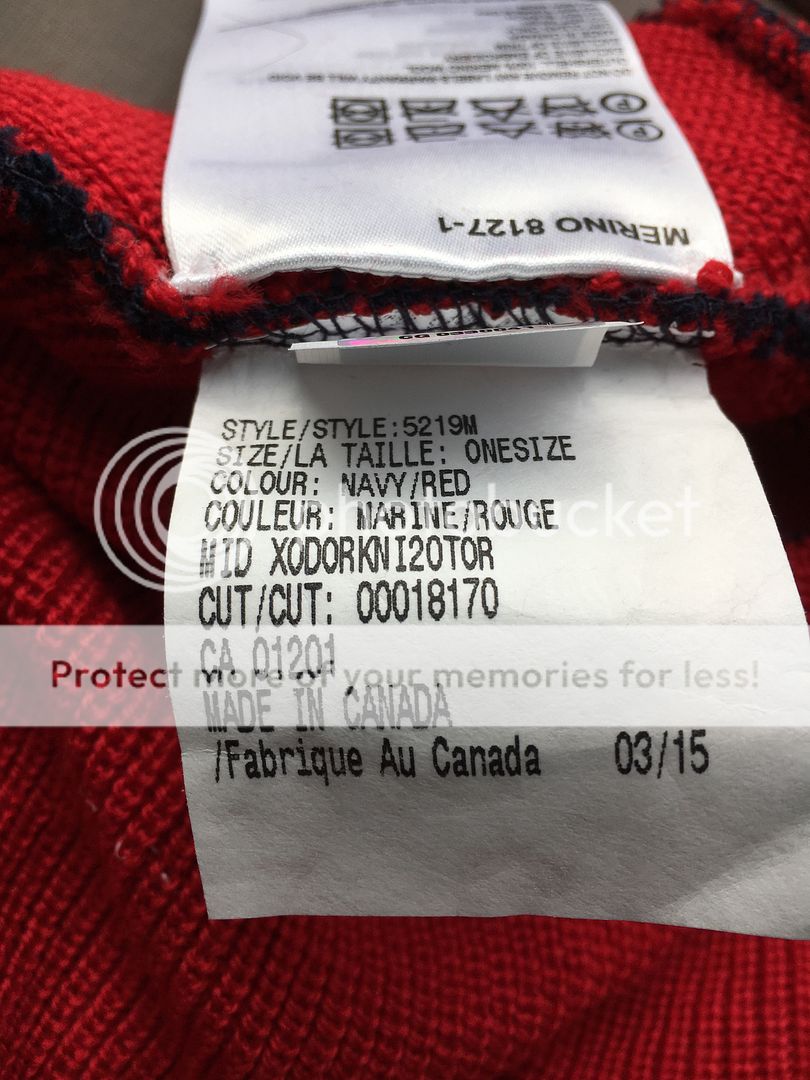 MERINO 8127-1
STYLE/STYLE:5219M
SIZE/LA TAILLE: ONESIZE
COLOUR: NAVY/RED
COULEUR: MARINE/ROUGE
MID XODORKNI20TOR
CUT/CUT: 00018170
CA 01201
MADE IN CANADA
/Fabrique Au Canada 03/15
photobucket
Protect more of your memories for less!